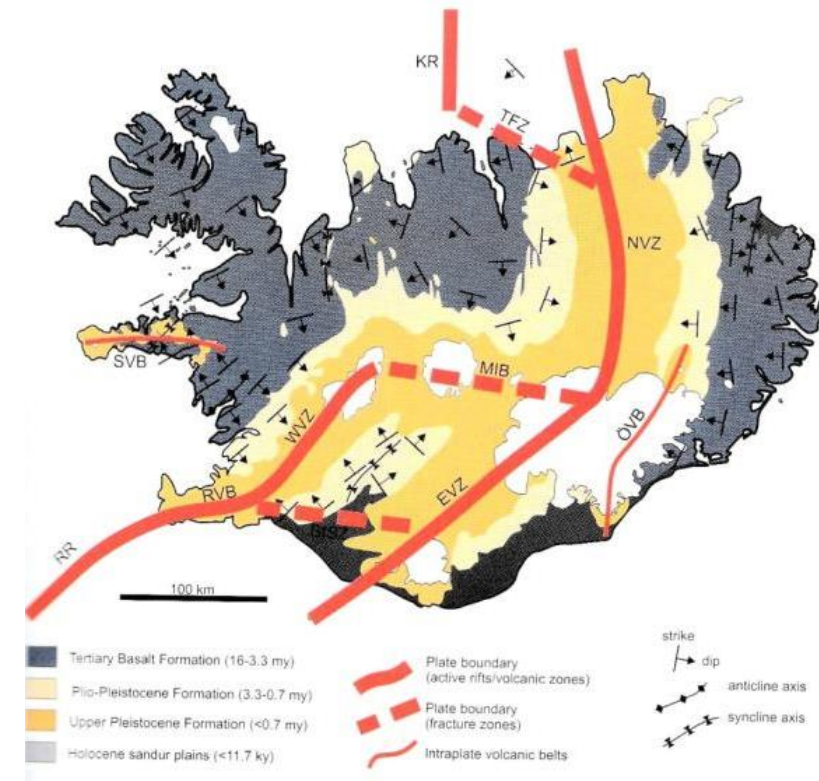 KR
TFZ
NVZ
SVB
MIB
WVZ
ÖVB
RVB
EVZ
RR
100 km
Tertiary Basalt Formation (16-3.3 my)
Plio-Pleistocene Formation (3.3-0.7 my)
Upper Pleistocene Formation (<0.7 my)
Holocene sandur plains (<11.7 ky)
Plate boundary
(active rifts/volcanic zones)
Plate boundary
(fracture zones)
Intraplate volcanic belts
strike
dip
anticline axis
syncline axis